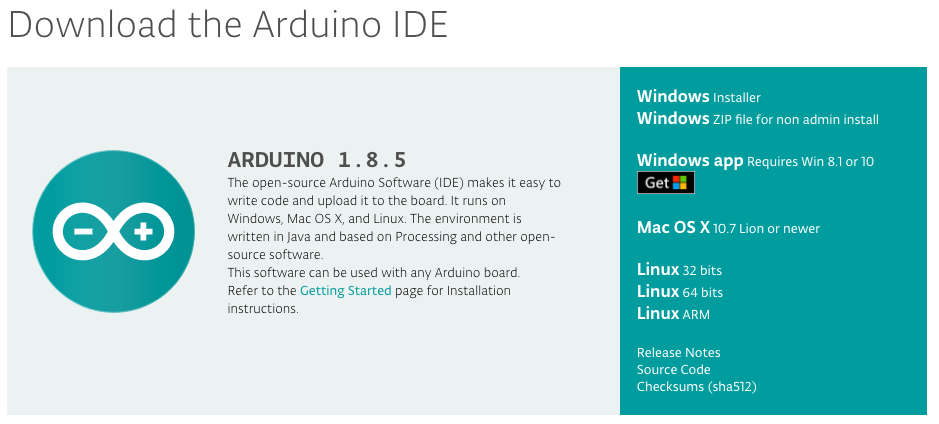 Download the Arduino IDE
ARDUINO 1.8.5
The open-source Arduino Software (IDE) makes it easy to
write code and upload it to the board. It runs on
Windows, Mac OS X, and Linux. The environment is
written in Java and based on Processing and other open-
source software.
This software can be used with any Arduino board.
Refer to the Getting Started page for Installation
instructions.
Windows Installer
Windows ZIP file for non admin install
Windows app Requires Win 8.1 or 10
Get
Mac OS X 10.7 Lion or newer
Linux 32 bits
Linux 64 bits
Linux ARM
Release Notes
Source Code
Checksums (sha512)